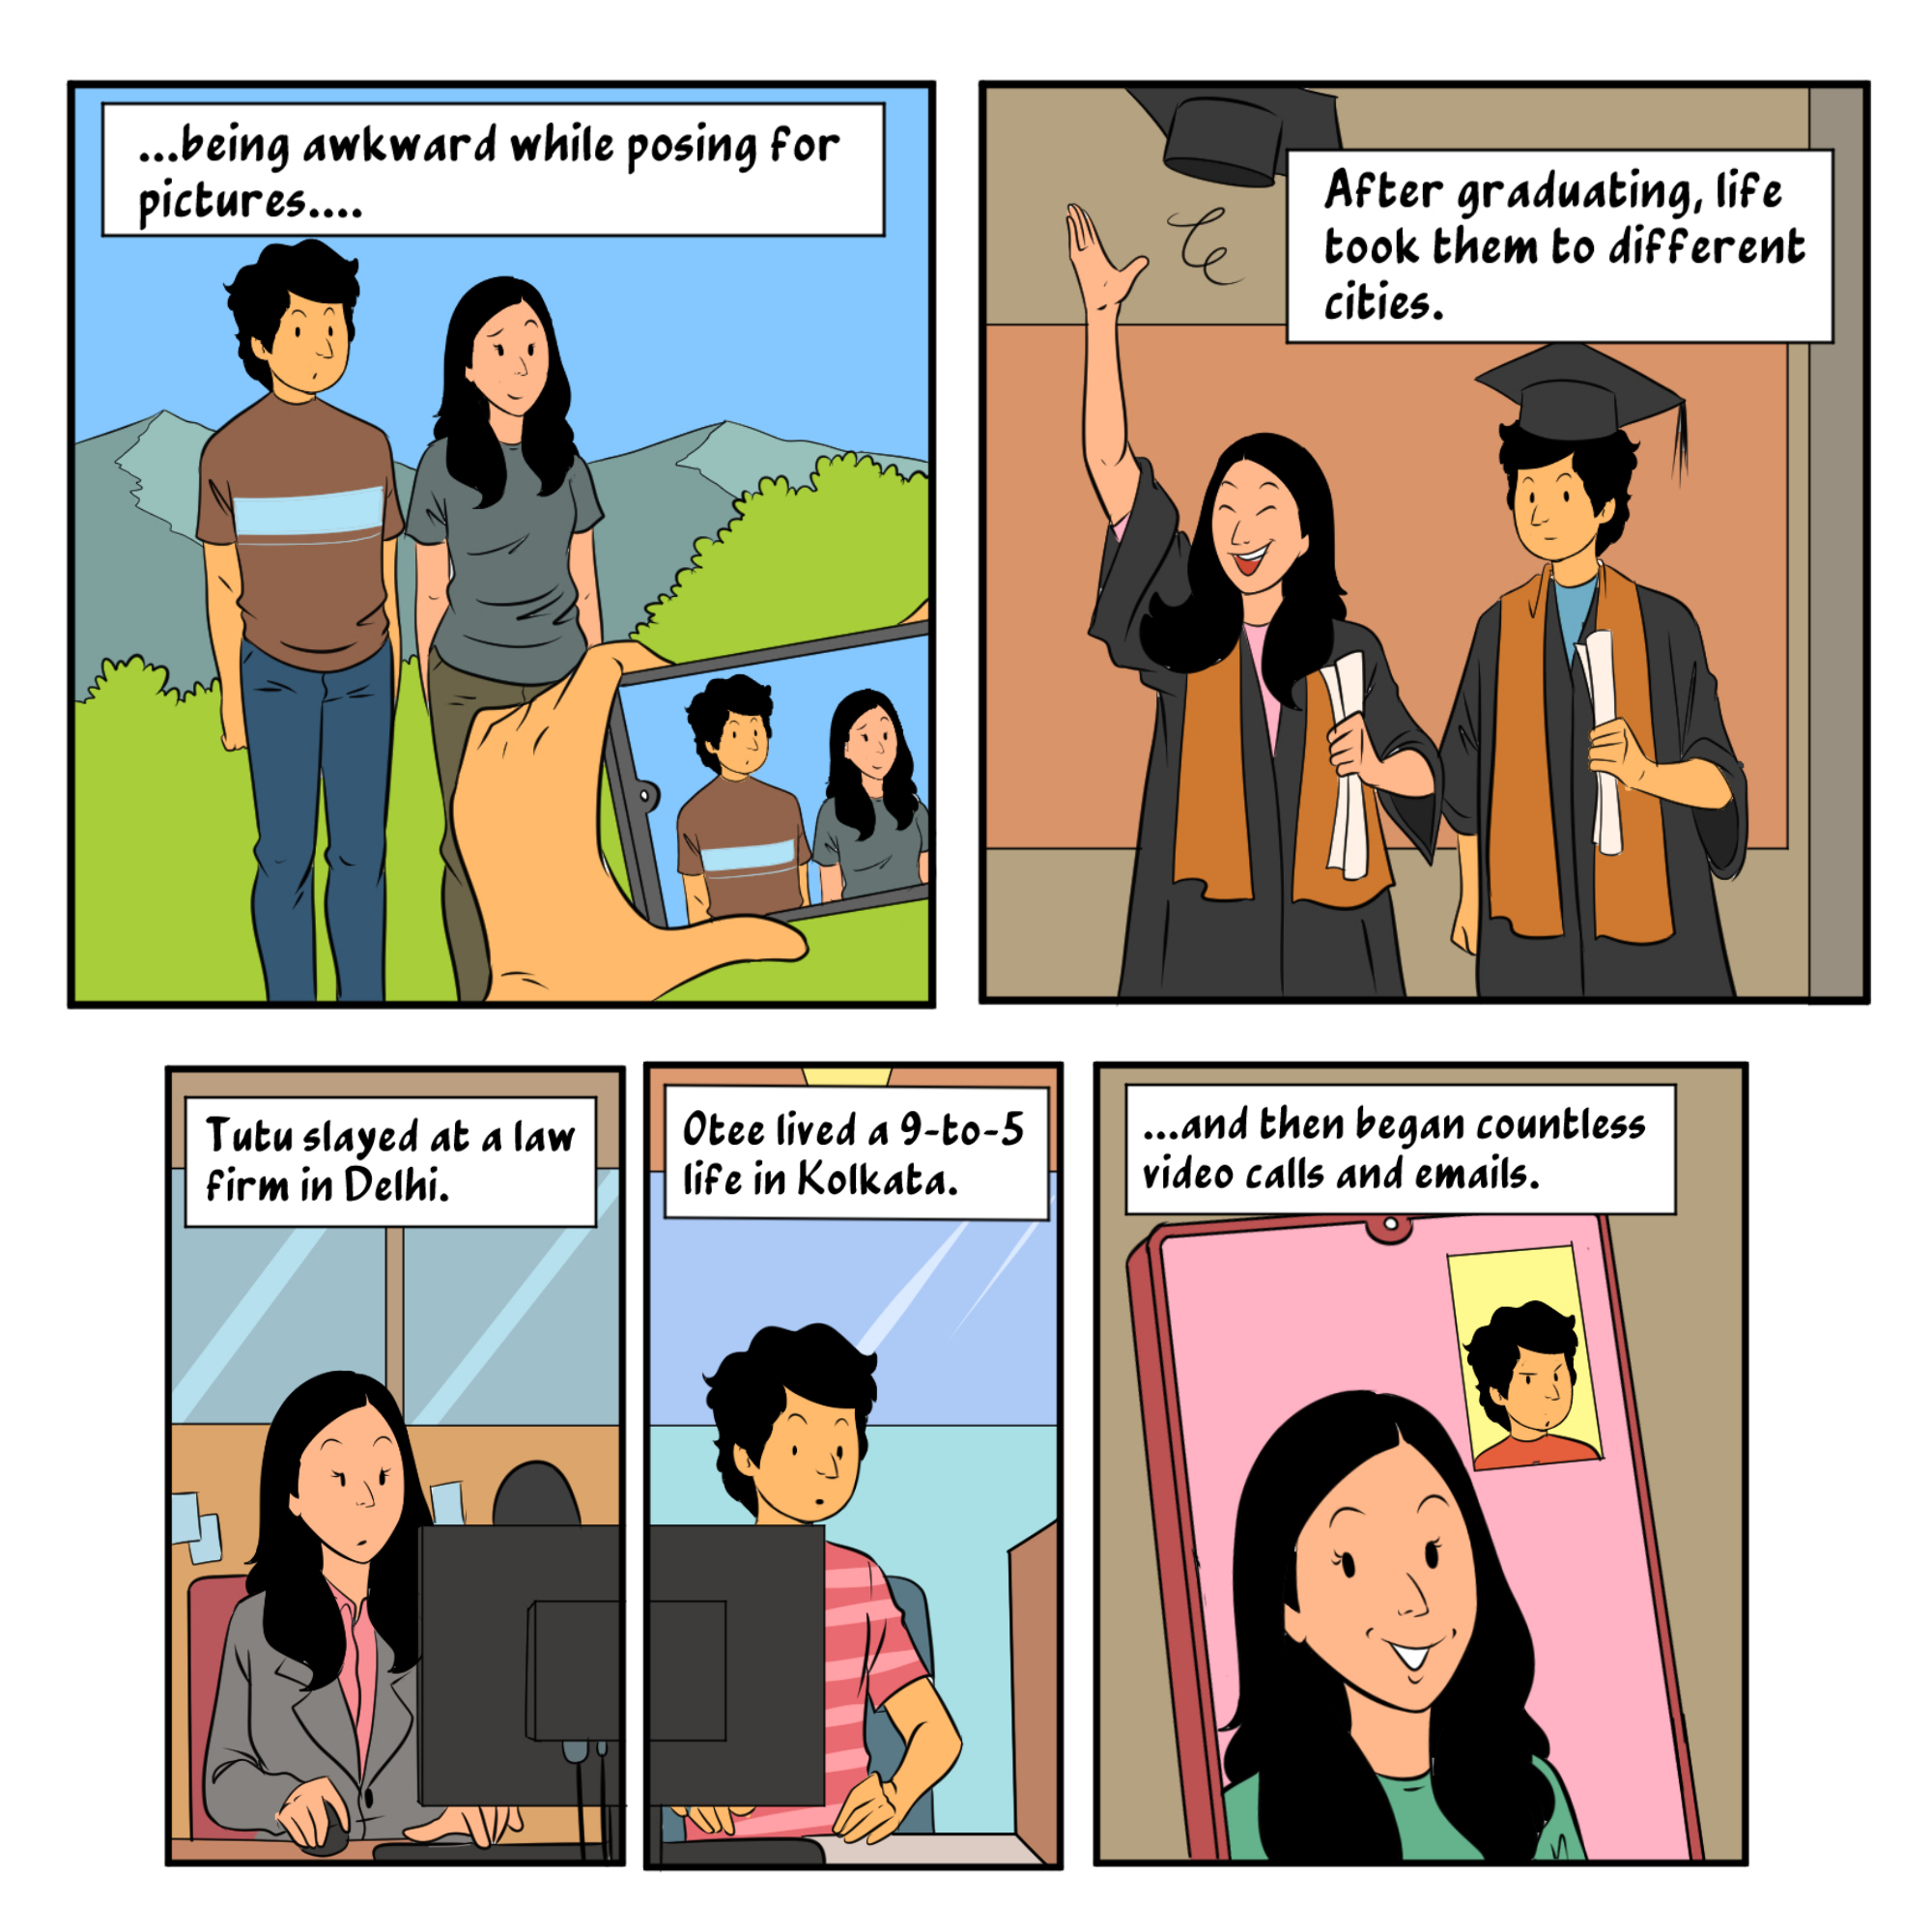 ...being awkward while posing for
pictures....
After graduating, life
took them to different
cities.
Tutu slayed at a law
firm in Delhi.
Otee lived a 9-to-5
life in Kolkata.
...and then began countless
video calls and emails.